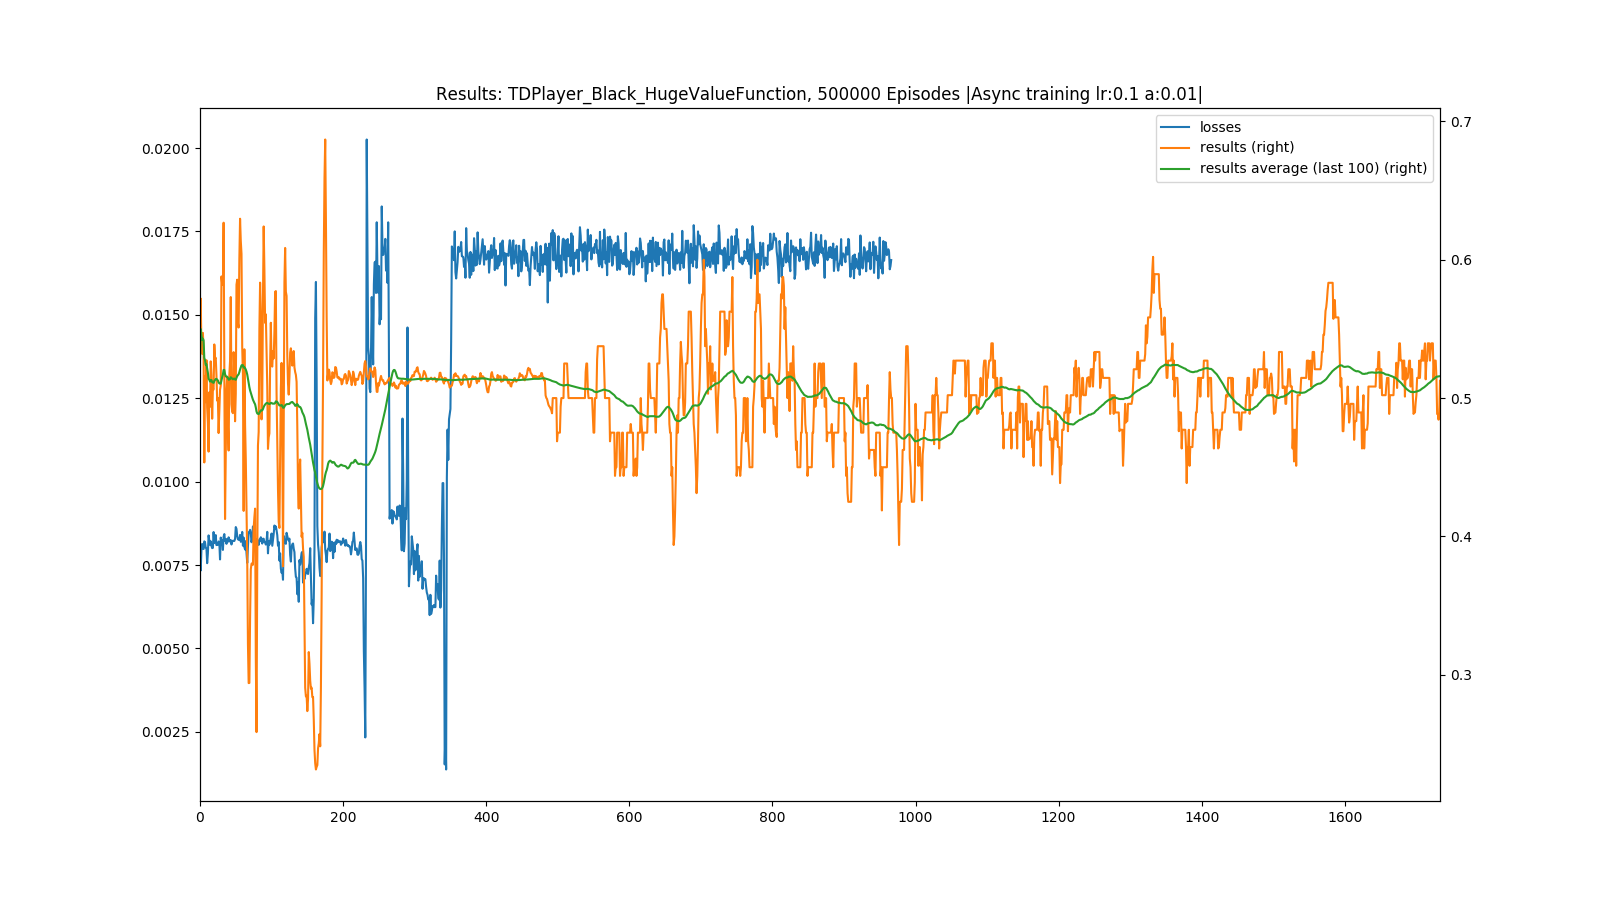 Results: TDPlayer_Black_HugeValueFunction, 500000 Episodes |Async training lr:0.1 a:0.01|
losses
results (right)
results average (last 100) (right)
0.0200
0.0175
0.0150
0.0125
0.0100
0.0075
0.0050
0.0025
0.7
0.6
0.5
0.4
0.3
0 200 400 600 800 1000 1200 1400 1600